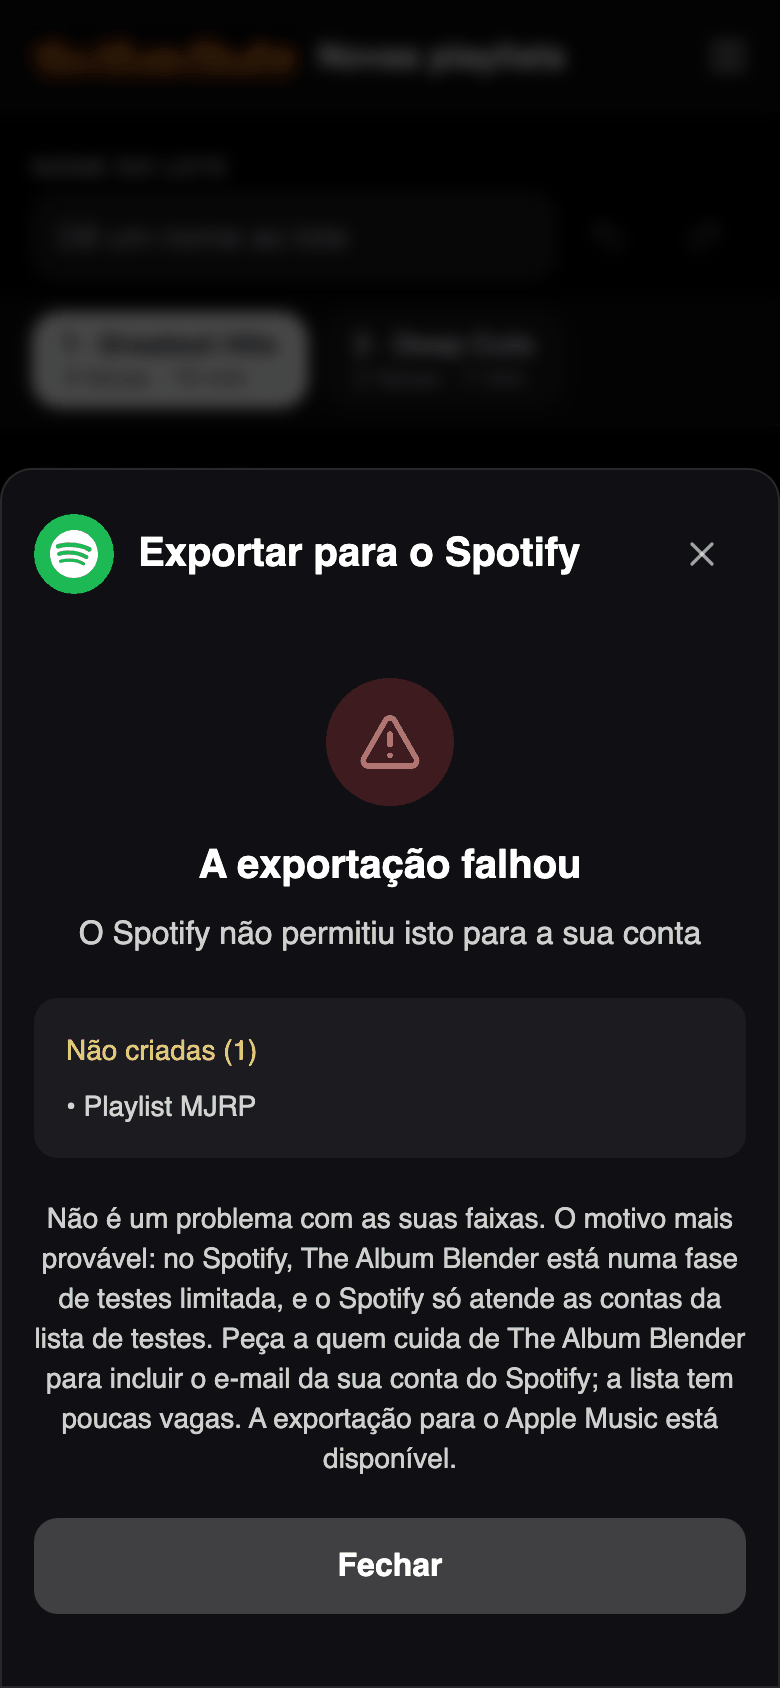 Novas playlists
Exportar para o Spotify
A exportação falhou
O Spotify não permitiu isto para a sua conta
Não criadas (1)
• Playlist MJRP
Não é um problema com as suas faixas. O motivo mais
provável: no Spotify, The Album Blender está numa fase
de testes limitada, e o Spotify só atende as contas da
lista de testes. Peça a quem cuida de The Album Blender
para incluir o e-mail da sua conta do Spotify; a lista tem
poucas vagas. A exportação para o Apple Music está
disponível.
Fechar